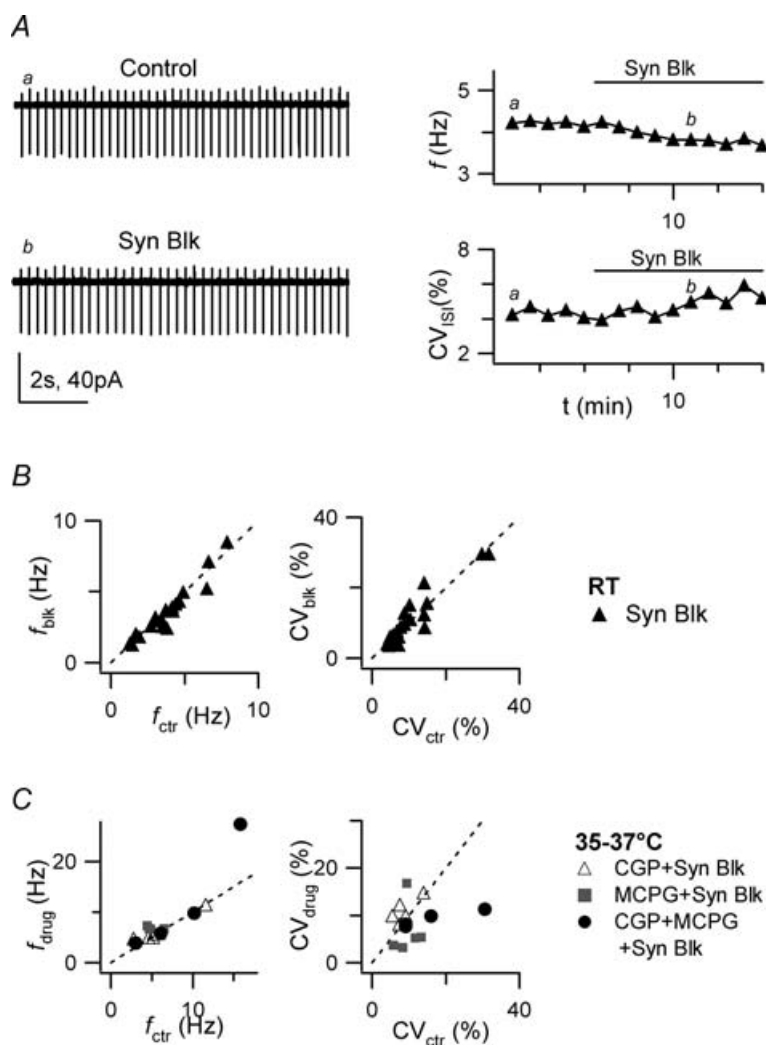 A
a
Control
b
Syn Blk
2s, 40pA
Syn Blk
5
a
b
f (Hz)
3
10
8
Syn Blk
a
b
CV_ISI(%)
2
10
t (min)
B
10
f_blk (Hz)
0
0
10
f_ctr (Hz)
40
CV_blk (%)
0
0
40
CV_ctr (%)
RT
Syn Blk
C
20
f_drug (Hz)
0
0
10
f_ctr (Hz)
20
CV_drug (%)
0
0
20
40
CV_ctr (%)
35-37°C
CGP+Syn Blk
MCPG+Syn Blk
CGP+MCPG
+Syn Blk